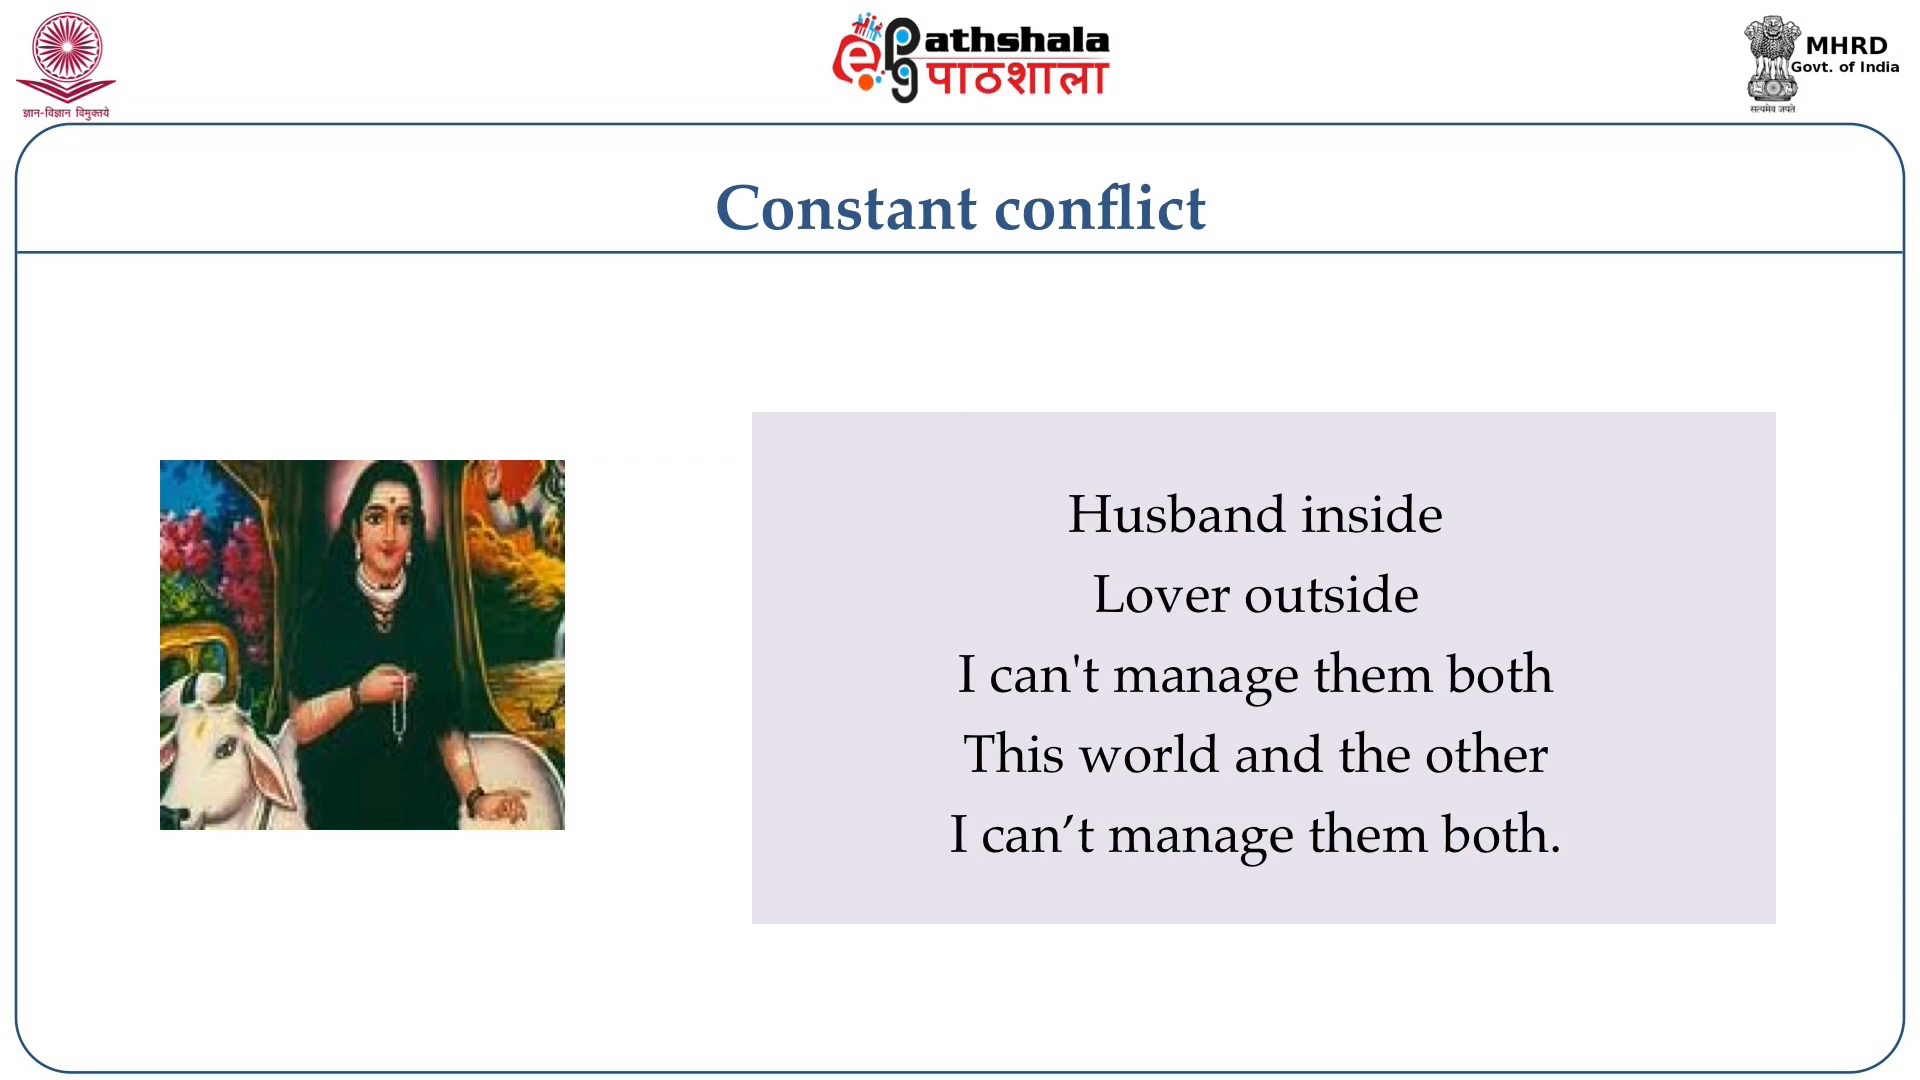 ज्ञान-विज्ञान विमुक्तये
e Pathshala
पाठशाला
MHRD
Govt. of India
सत्यमेव जयते
Constant conflict
Husband inside
Lover outside
I can't manage them both
This world and the other
I can’t manage them both.